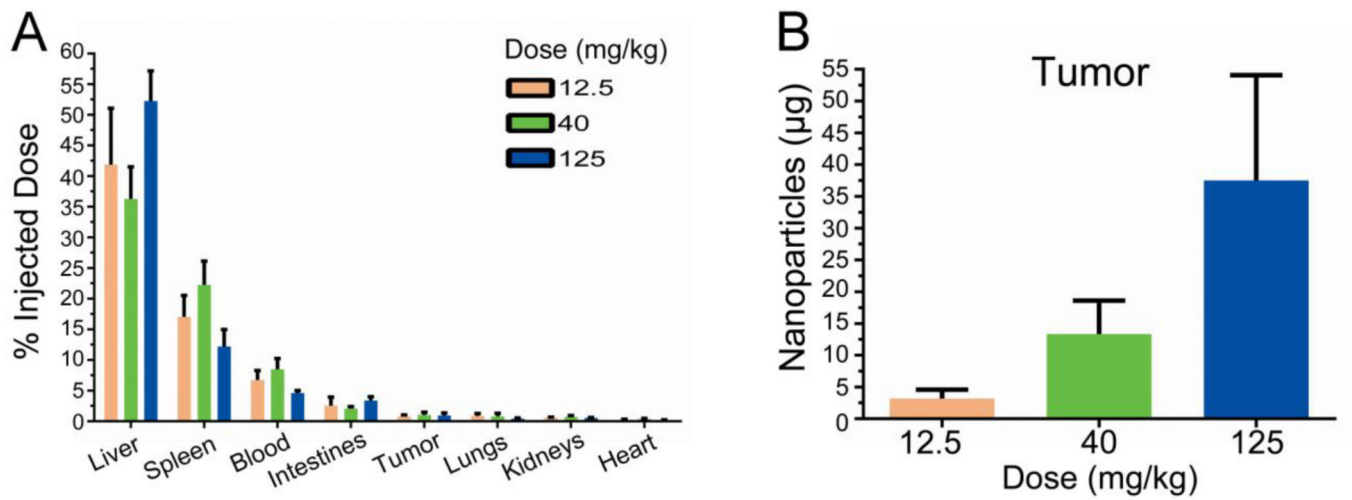 A
% Injected Dose
60
55
50
45
40
35
30
25
20
15
10
5
0
Dose (mg/kg)
12.5
40
125
Liver
Spleen
Blood
Intestines
Tumor
Lungs
Kidneys
Heart
B
Tumor
Nanoparticles (µg)
55
50
45
40
35
30
25
20
15
10
5
0
12.5
40
125
Dose (mg/kg)